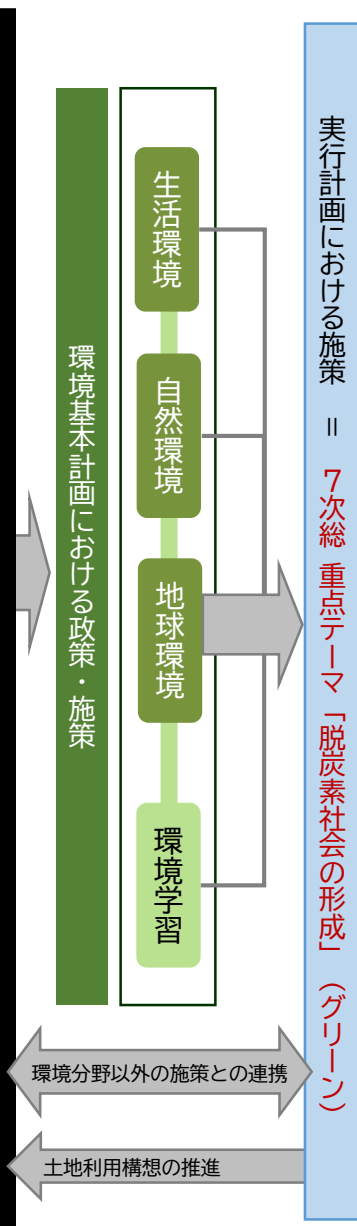 環境基本計画における政策・施策
生活環境
自然環境
地球環境
環境学習
実行計画における施策 = 7次総 重点テーマ「脱炭素社会の形成」（グリーン）
環境分野以外の施策との連携
土地利用構想の推進